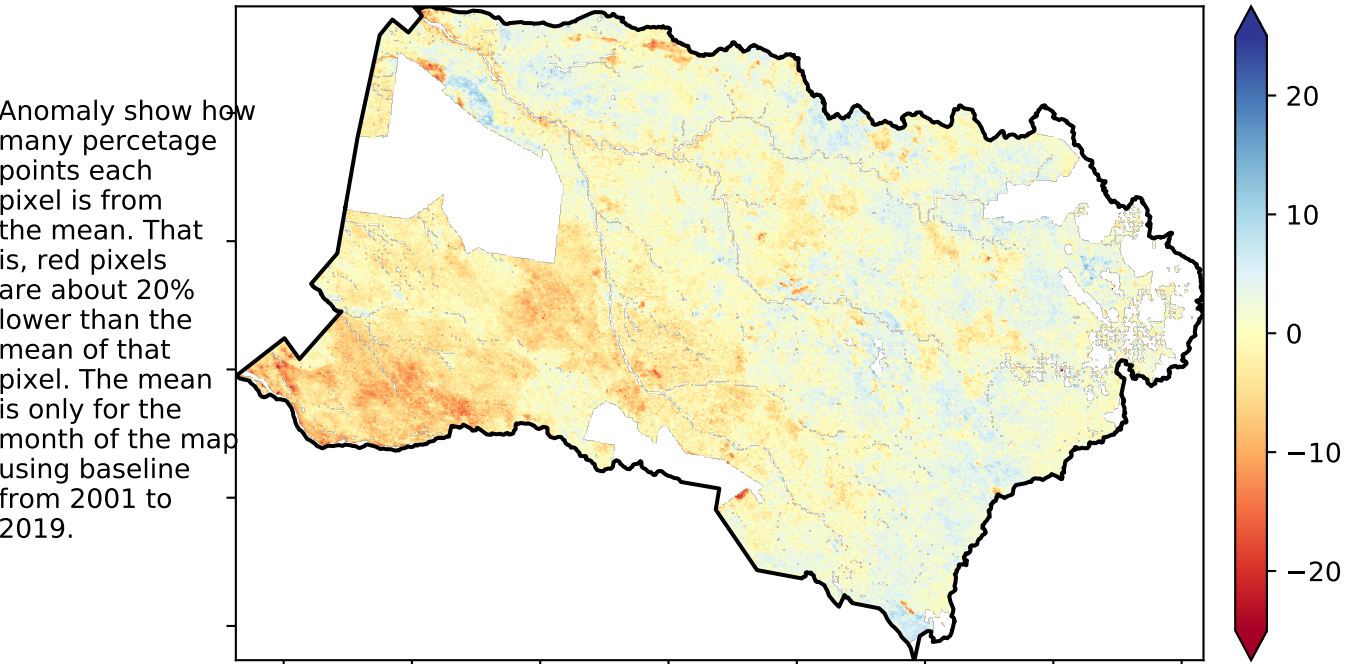 Anomaly show how
many percetage
points each
pixel is from
the mean. That
is, red pixels
are about 20%
lower than the
mean of that
pixel. The mean
is only for the
month of the map
using baseline
from 2001 to
2019.
20
10
0
−10
−20